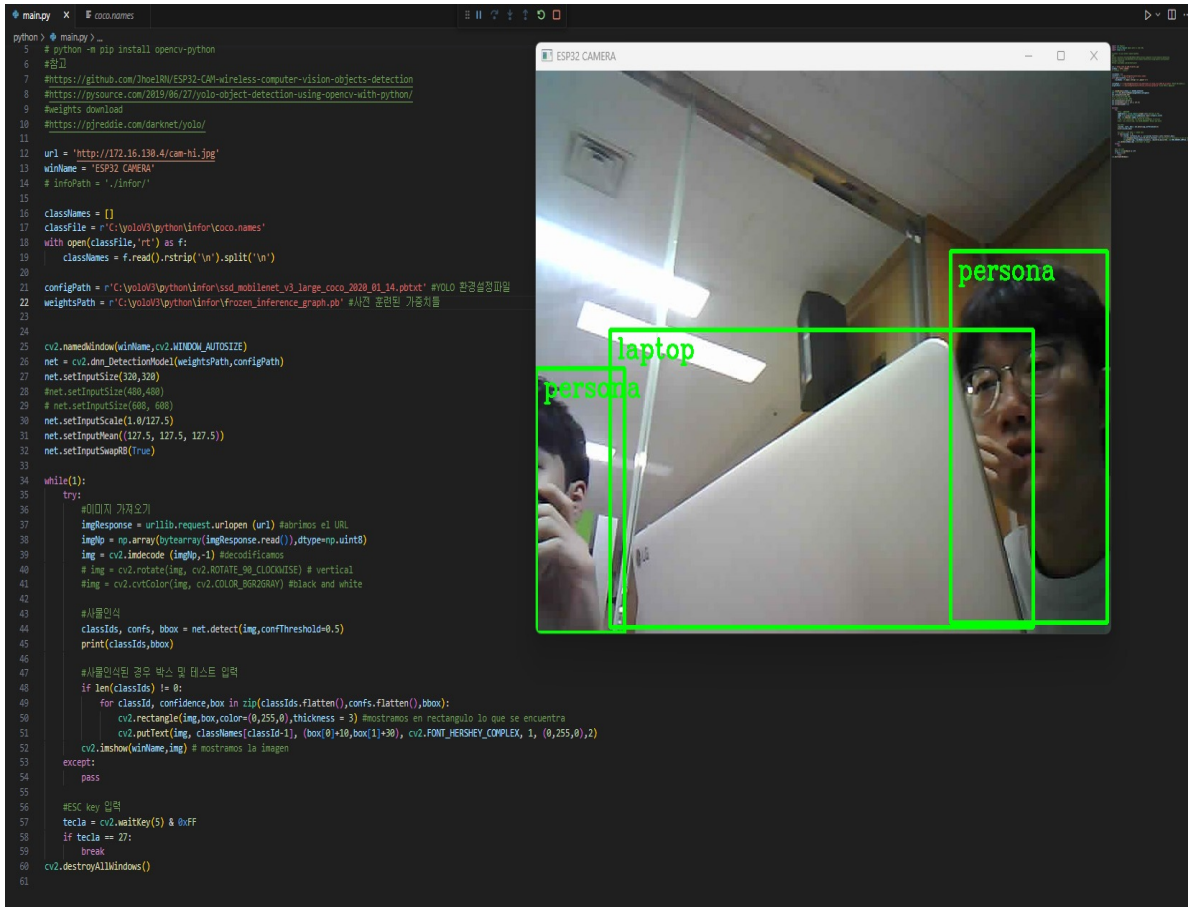 main.py
coco.names
python > main.py > ...
5 # python -m pip install opencv-python
6 #참고
7 #https://github.com/JhoelRN/ESP32-CAM-wireless-computer-vision-objects-detection
8 #https://pysource.com/2019/06/27/yolo-object-detection-using-opencv-with-python/
9 #weights download
10 #https://pjreddie.com/darknet/yolo/
11
12 url = 'http://172.16.130.4/cam-hi.jpg'
13 winName = 'ESP32 CAMERA'
14 # infoPath = './infor/'
15
16 classNames = []
17 classFile = r'C:\yoloV3\python\infor\coco.names'
18 with open(classFile,'rt') as f:
19 classNames = f.read().rstrip('\n').split('\n')
20
21 configPath = r'C:\yoloV3\python\infor\ssd_mobilenet_v3_large_coco_2020_01_14.pbtxt' #YOLO 환경설정파일
22 weightsPath = r'C:\yoloV3\python\infor\frozen_inference_graph.pb' #사전 훈련된 가중치들
23
24
25 cv2.namedWindow(winName,cv2.WINDOW_AUTOSIZE)
26 net = cv2.dnn_DetectionModel(weightsPath,configPath)
27 net.setInputSize(320,320)
28 #net.setInputSize(480,480)
29 # net.setInputSize(608, 608)
30 net.setInputScale(1.0/127.5)
31 net.setInputMean((127.5, 127.5, 127.5))
32 net.setInputSwapRB(True)
33
34 while(1):
35 try:
36 #이미지 가져오기
37 imgResponse = urllib.request.urlopen (url) #abrimos el URL
38 imgNp = np.array(bytearray(imgResponse.read()),dtype=np.uint8)
39 img = cv2.imdecode (imgNp,-1) #decodificamos
40 # img = cv2.rotate(img, cv2.ROTATE_90_CLOCKWISE) # vertical
41 #img = cv2.cvtColor(img, cv2.COLOR_BGR2GRAY) #black and white
42
43 #사물인식
44 classIds, confs, bbox = net.detect(img,confThreshold=0.5)
45 print(classIds,bbox)
46
47 #사물인식된 경우 박스 및 테스트 입력
48 if len(classIds) != 0:
49 for classId, confidence,box in zip(classIds.flatten(),confs.flatten(),bbox):
50 cv2.rectangle(img,box,color=(0,255,0),thickness = 3) #mostramos en rectangulo lo que se encuentra
51 cv2.putText(img, classNames[classId-1], (box[0]+10,box[1]+30), cv2.FONT_HERSHEY_COMPLEX, 1, (0,255,0),2)
52 cv2.imshow(winName,img) # mostramos la imagen
53 except:
54 pass
55
56 #ESC key 입력
57 tecla = cv2.waitKey(5) & 0xFF
58 if tecla == 27:
59 break
60 cv2.destroyAllWindows()
61
ESP32 CAMERA
persona
laptop
persona
LG